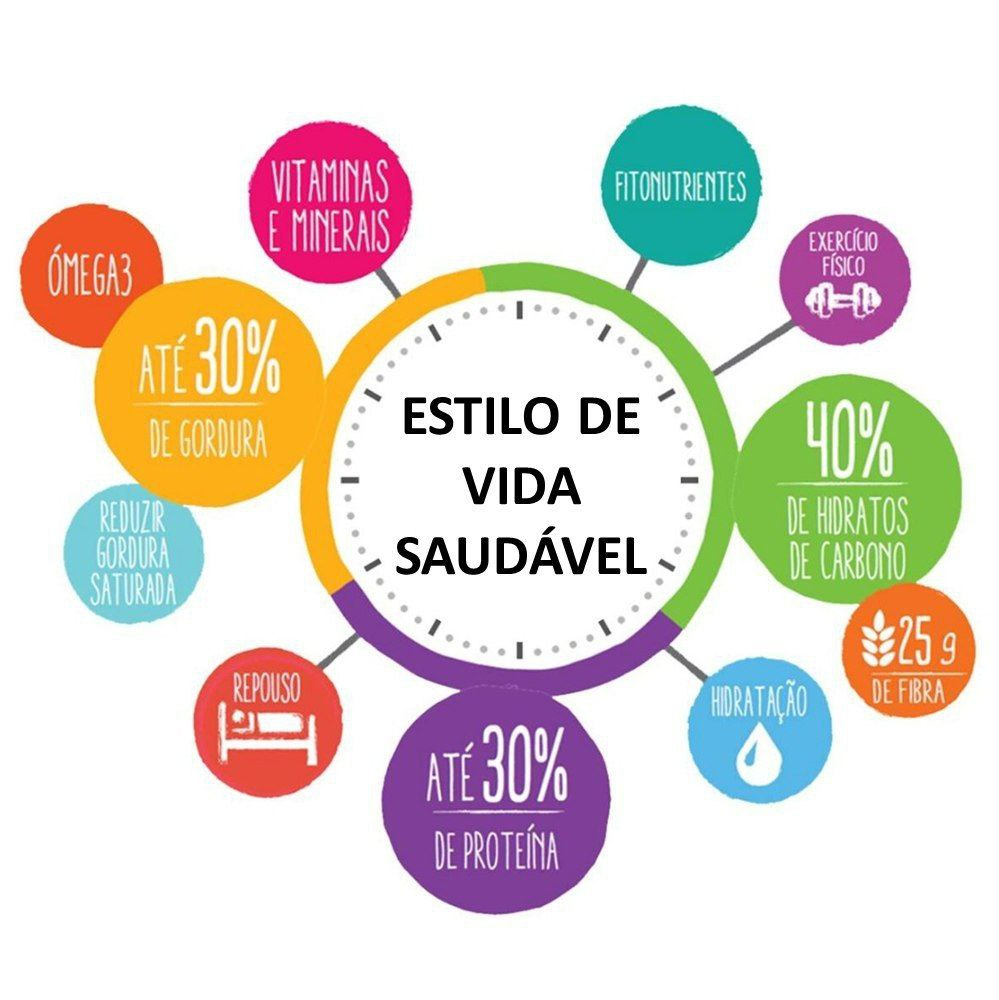 VITAMINAS
E MINERAIS
FITONUTRIENTES
EXERCÍCIO
FÍSICO
ÓMEGA3
ATÉ 30%
DE GORDURA
ESTILO DE
VIDA
SAUDÁVEL
40%
DE HIDRATOS
DE CARBONO
REDUZIR
GORDURA
SATURADA
25 g
DE FIBRA
REPOUSO
HIDRATAÇÃO
ATÉ 30%
DE PROTEÍNA